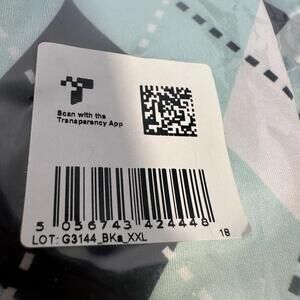 Scan with the
Transparency App
5 056743 424448
LOT: G3144_BKa_XXL
18